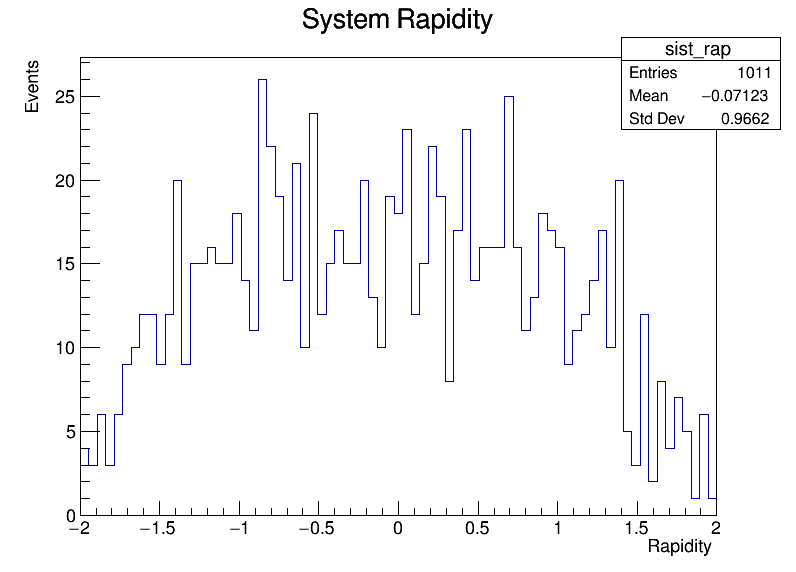 System Rapidity
sist_rap
Entries 1011
Mean −0.07123
Std Dev 0.9662
Events
25
20
15
10
5
0
−2 −1.5 −1 −0.5 0 0.5 1 1.5 2
Rapidity